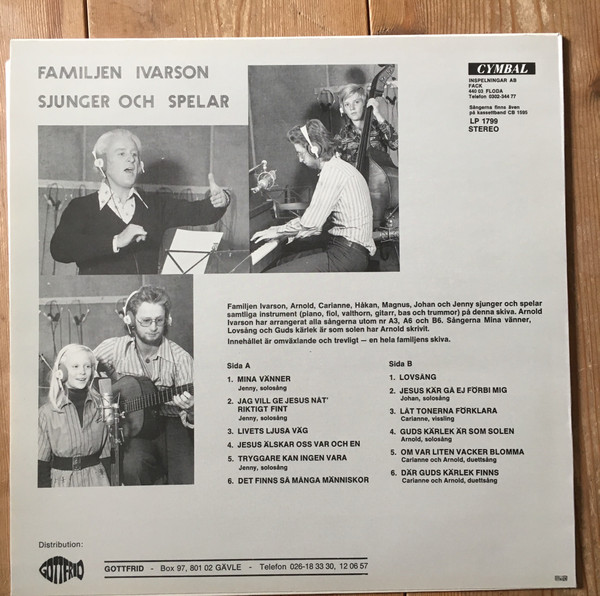 FAMILJEN IVARSON
SJUNGER OCH SPELAR
CYMBAL
INSPELNINGAR AB
FACK
440 03 FLODA
Telefon 0302-344 77
Sångerna finns även
på kassettband CB 1595
LP 1799
STEREO
Familjen Ivarson, Arnold, Carianne, Håkan, Magnus, Johan och Jenny sjunger och spelar
samtliga instrument (piano, fiol, valthorn, gitarr, bas och trummor) på denna skiva. Arnold
Ivarson har arrangerat alla sångerna utom nr A3, A6 och B6. Sångerna Mina vänner,
Lovsång och Guds kärlek är som solen har Arnold skrivit.
Innehållet är omväxlande och trevligt — en hela familjens skiva.
Sida A
1. MINA VÄNNER
Jenny, solosång
2. JAG VILL GE JESUS NÅT'
RIKTIGT FINT
Jenny, solosång
3. LIVETS LJUSA VÄG
4. JESUS ÄLSKAR OSS VAR OCH EN
5. TRYGGARE KAN INGEN VARA
Jenny, solosång
6. DET FINNS SÅ MÅNGA MÄNNISKOR
Sida B
1. LOVSÅNG
2. JESUS KÄR GÅ EJ FÖRBI MIG
Johan, solosång
3. LÅT TONERNA FÖRKLARA
Carianne, vissling
4. GUDS KÄRLEK ÄR SOM SOLEN
Arnold, solosång
5. OM VAR LITEN VACKER BLOMMA
Carianne och Arnold, duettsång
6. DÄR GUDS KÄRLEK FINNS
Carianne och Arnold, duettsång
Distribution:
GOTTFRID
GOTTFRID - Box 97, 801 02 GÄVLE - Telefon 026-18 33 30, 12 06 57